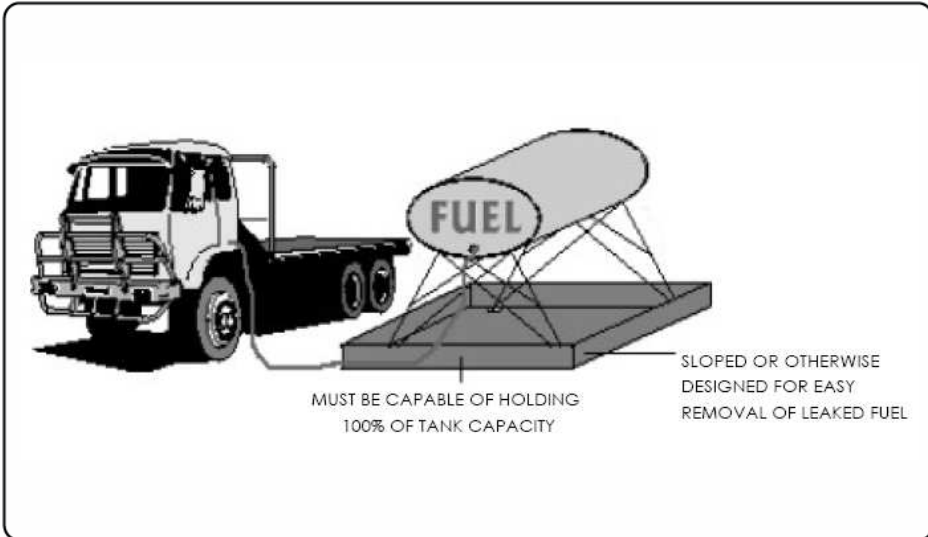 FUEL
MUST BE CAPABLE OF HOLDING
100% OF TANK CAPACITY
SLOPED OR OTHERWISE
DESIGNED FOR EASY
REMOVAL OF LEAKED FUEL